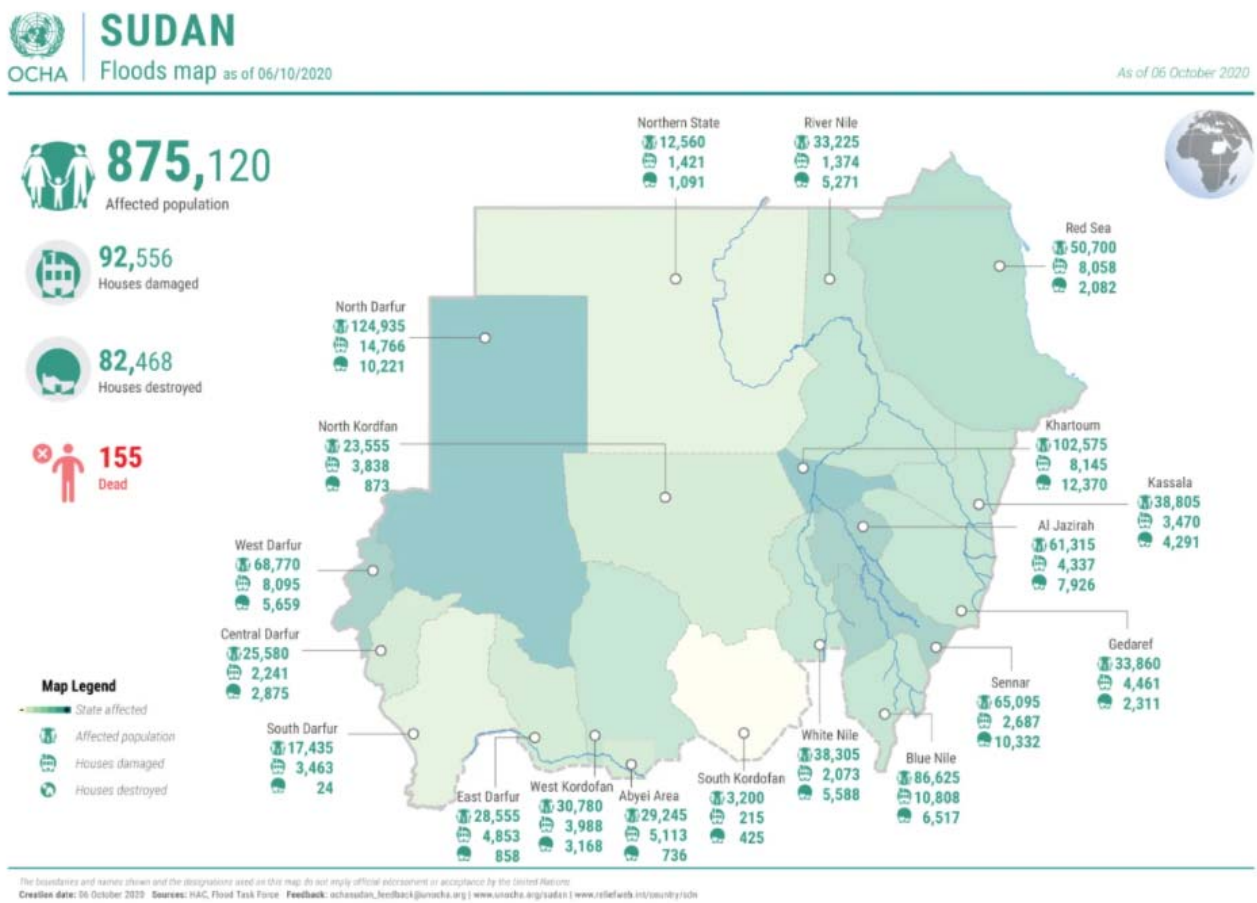 SUDAN
OCHA
Floods map as of 06/10/2020
As of 06 October 2020
875,120
Affected population
92,556
Houses damaged
82,468
Houses destroyed
155
Dead
Northern State
12,560
1,421
1,091
River Nile
33,225
1,374
5,271
Red Sea
50,700
8,058
2,082
North Darfur
124,935
14,766
10,221
North Kordfan
23,555
3,838
873
Khartoum
102,575
8,145
12,370
Kassala
38,805
3,470
4,291
Al Jazirah
61,315
4,337
7,926
West Darfur
68,770
8,095
5,659
Central Darfur
25,580
2,241
2,875
Gedaref
33,860
4,461
2,311
Sennar
65,095
2,687
10,332
South Darfur
17,435
3,463
24
East Darfur
28,555
4,853
858
West Kordofan
30,780
3,988
3,168
Abyei Area
29,245
5,113
736
South Kordofan
3,200
215
425
White Nile
38,305
2,073
5,588
Blue Nile
86,625
10,808
6,517
Map Legend
State affected
Affected population
Houses damaged
Houses destroyed
The boundaries and names shown and the designations used on this map do not imply official endorsement or acceptance by the United Nations.
Creation date: 06 October 2020 Sources: HAC, Flood Task Force Feedback: ochasudan_feedback@unocha.org | www.unocha.org/sudan | www.reliefweb.int/country/sdn